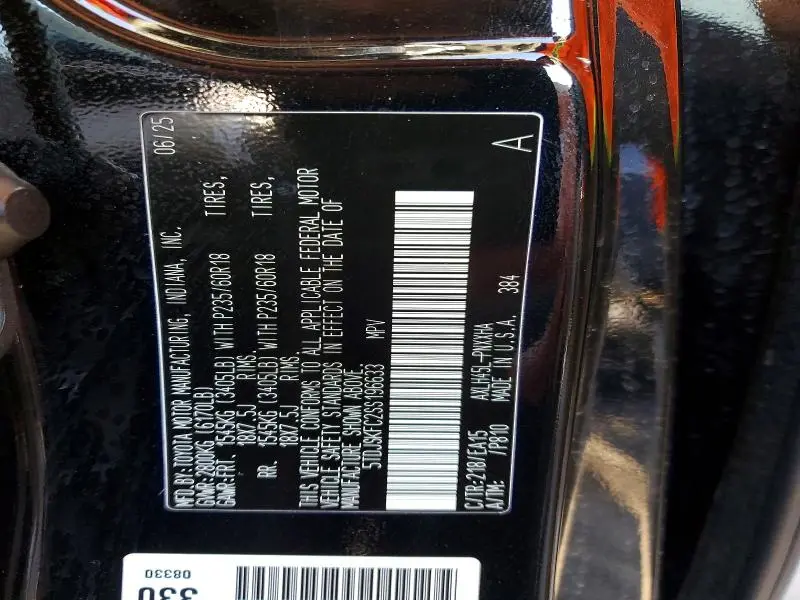 MFD.BY:TOYOTA MOTOR MANUFACTURING, INDIANA, INC. 06/25
GVWR:2800KG (6170LB)
GAWR:FRT. 1545KG (3405LB) WITH P235/60R18 TIRES,
18X7.5J RIMS.
RR. 1545KG (3405LB) WITH P235/60R18 TIRES,
18X7.5J RIMS.
THIS VEHICLE CONFORMS TO ALL APPLICABLE FEDERAL MOTOR
VEHICLE SAFETY STANDARDS IN EFFECT ON THE DATE OF
MANUFACTURE SHOWN ABOVE.
MPV
C/TR:218/EA15 AXLH45L-PWXXHA 384
A/TM: /P810 MADE IN U.S.A. A
330
08330